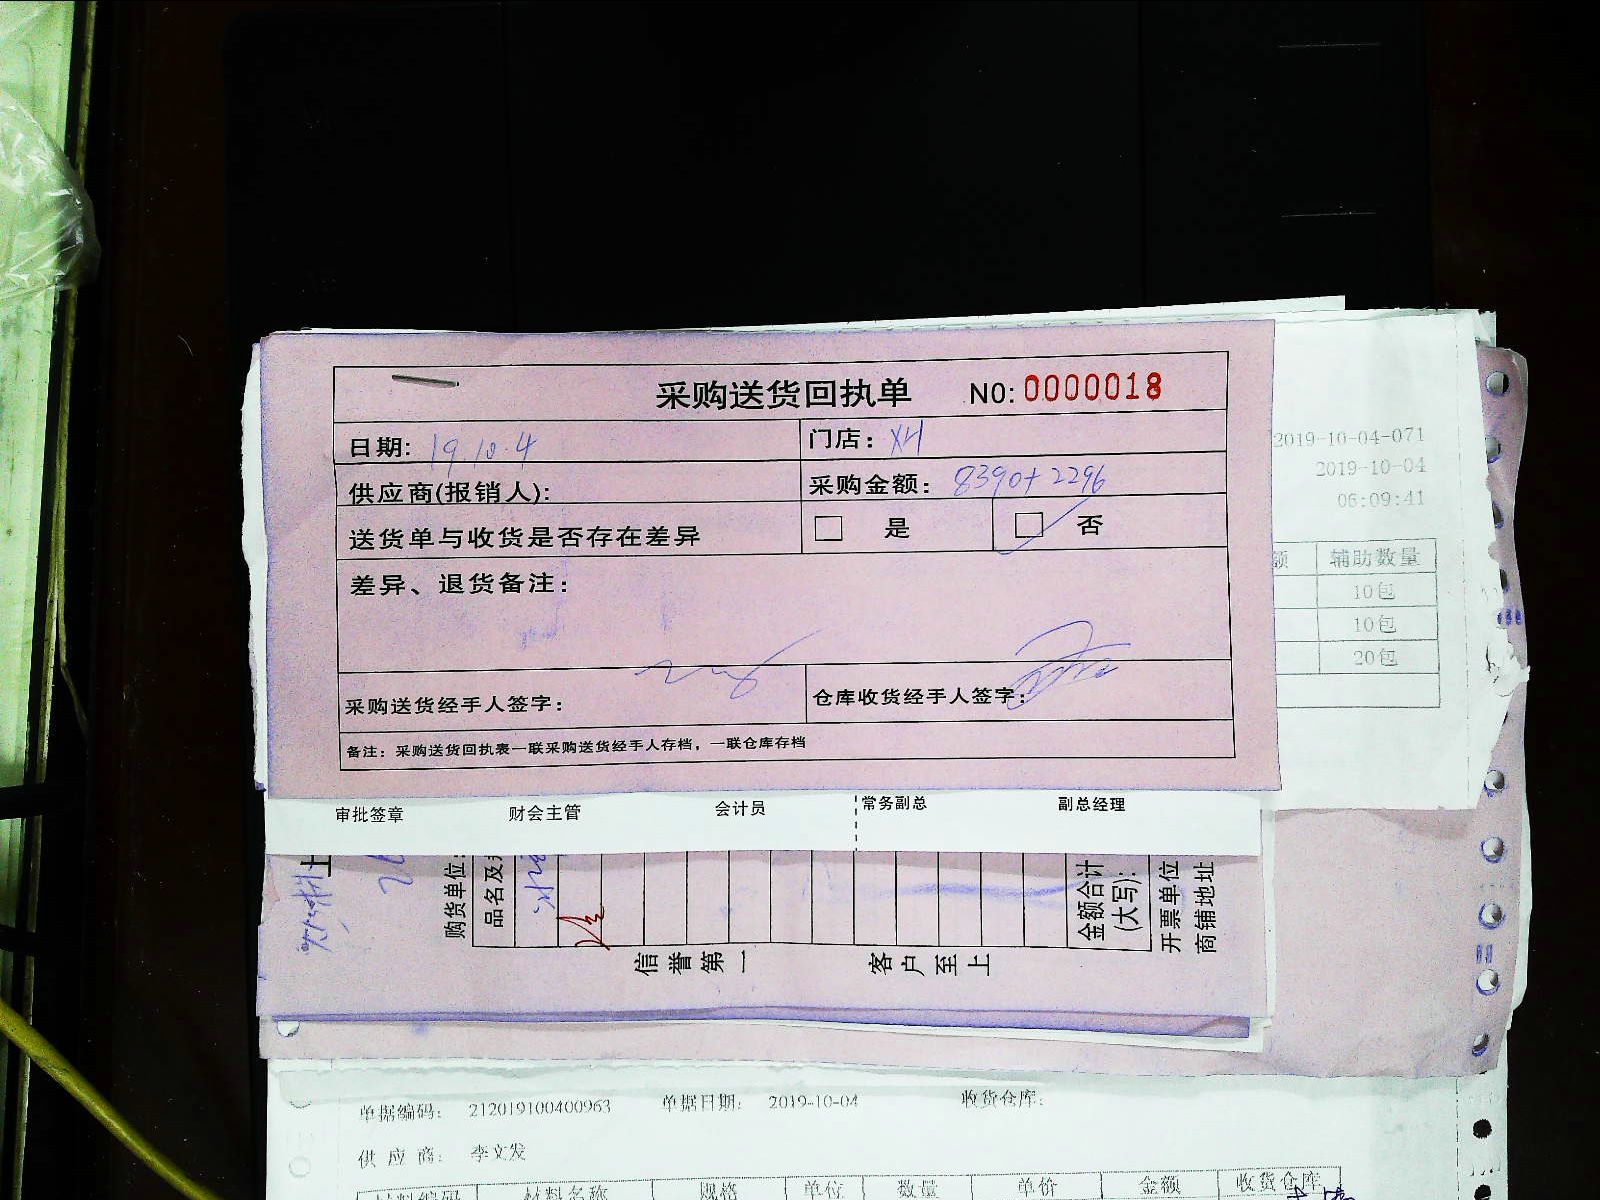 采购送货回执单 NO: 0000018
日期: 19.10.4 门店:
供应商(报销人): 采购金额: 8390+2296
送货单与收货是否存在差异 是 否
差异、退货备注:
采购送货经手人签字: 仓库收货经手人签字:
备注: 采购送货回执表一联采购送货经手人存档，一联仓库存档
2019-10-04-071
2019-10-04
06:09:41
额 辅助数量
10包
10包
20包
审批签章 财会主管 会计员 常务副总 副总经理
购货单位:
品名及
金额合计
(大写):
开票单位
商铺地址
信誉第一 客户至上
单据编码: 212019100400963 单据日期: 2019-10-04 收货仓库:
供应商: 李文发
材料编码 材料名称 规格 单位 数量 单价 金额 收货仓库